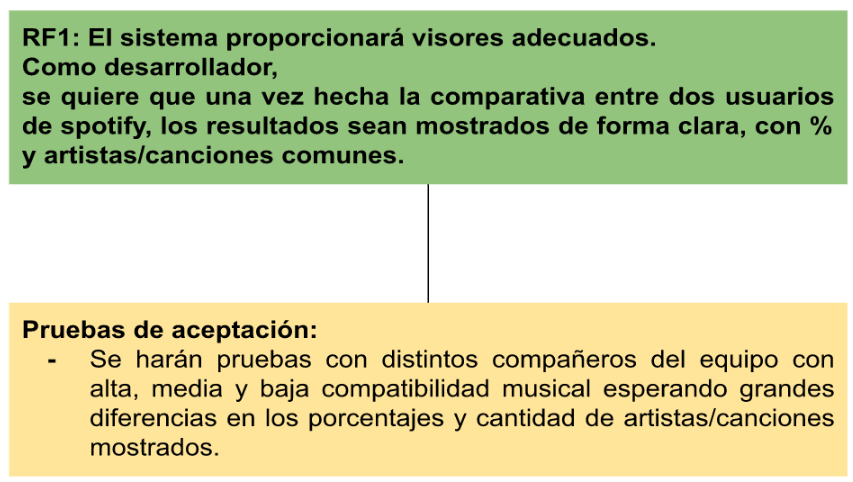 RF1: El sistema proporcionará visores adecuados.
Como desarrollador,
se quiere que una vez hecha la comparativa entre dos usuarios
de spotify, los resultados sean mostrados de forma clara, con %
y artistas/canciones comunes.
Pruebas de aceptación:
- Se harán pruebas con distintos compañeros del equipo con
alta, media y baja compatibilidad musical esperando grandes
diferencias en los porcentajes y cantidad de artistas/canciones
mostrados.